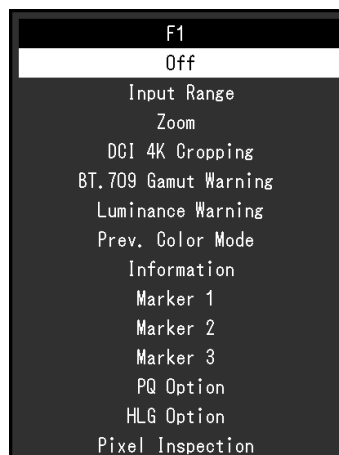 F1
Off
Input Range
Zoom
DCI 4K Cropping
BT.709 Gamut Warning
Luminance Warning
Prev. Color Mode
Information
Marker 1
Marker 2
Marker 3
PQ Option
HLG Option
Pixel Inspection